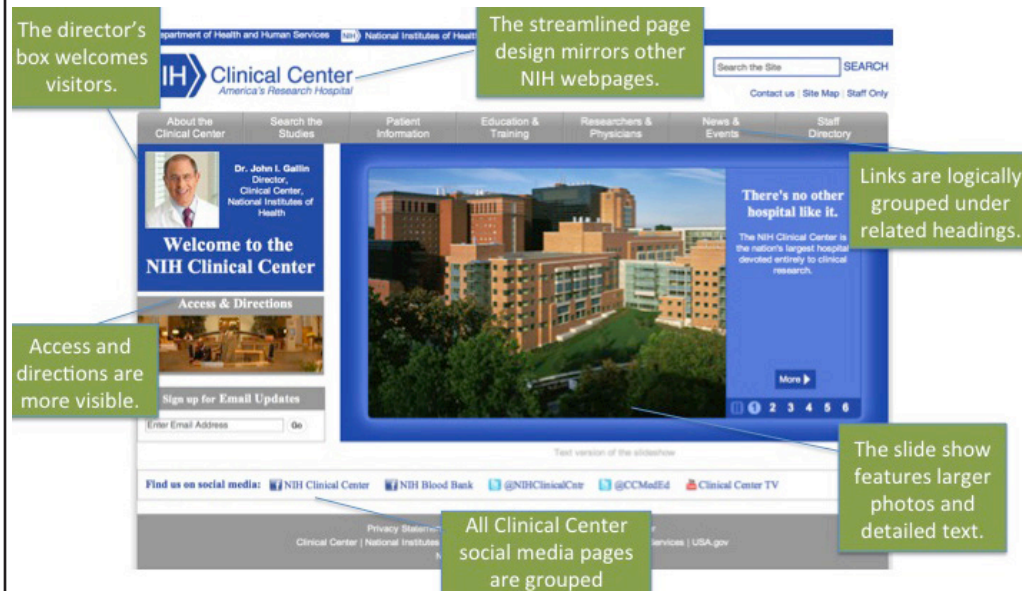 The director's
box welcomes
visitors.
The streamlined page
design mirrors other
NIH webpages.
Department of Health and Human Services NIH National Institutes of Health
NIH Clinical Center
America's Research Hospital
Search the Site SEARCH
Contact us | Site Map | Staff Only
About the
Clinical Center
Search the
Studies
Patient
Information
Education &
Training
Researchers &
Physicians
News &
Events
Staff
Directory
Dr. John I. Gallin
Director,
Clinical Center,
National Institutes of
Health
Welcome to the
NIH Clinical Center
There's no other
hospital like it.
The NIH Clinical Center is
the nation's largest hospital
devoted entirely to clinical
research.
More
1 2 3 4 5 6
Links are logically
grouped under
related headings.
Access & Directions
Access and
directions are
more visible.
Sign up for Email Updates
Enter Email Address Go
Text version of the slideshow
The slide show
features larger
photos and
detailed text.
Find us on social media: NIH Clinical Center NIH Blood Bank @NIHClinicalCntr @CCMedEd Clinical Center TV
All Clinical Center
social media pages
are grouped
Privacy Statement
Clinical Center | National Institutes
Services | USA.gov